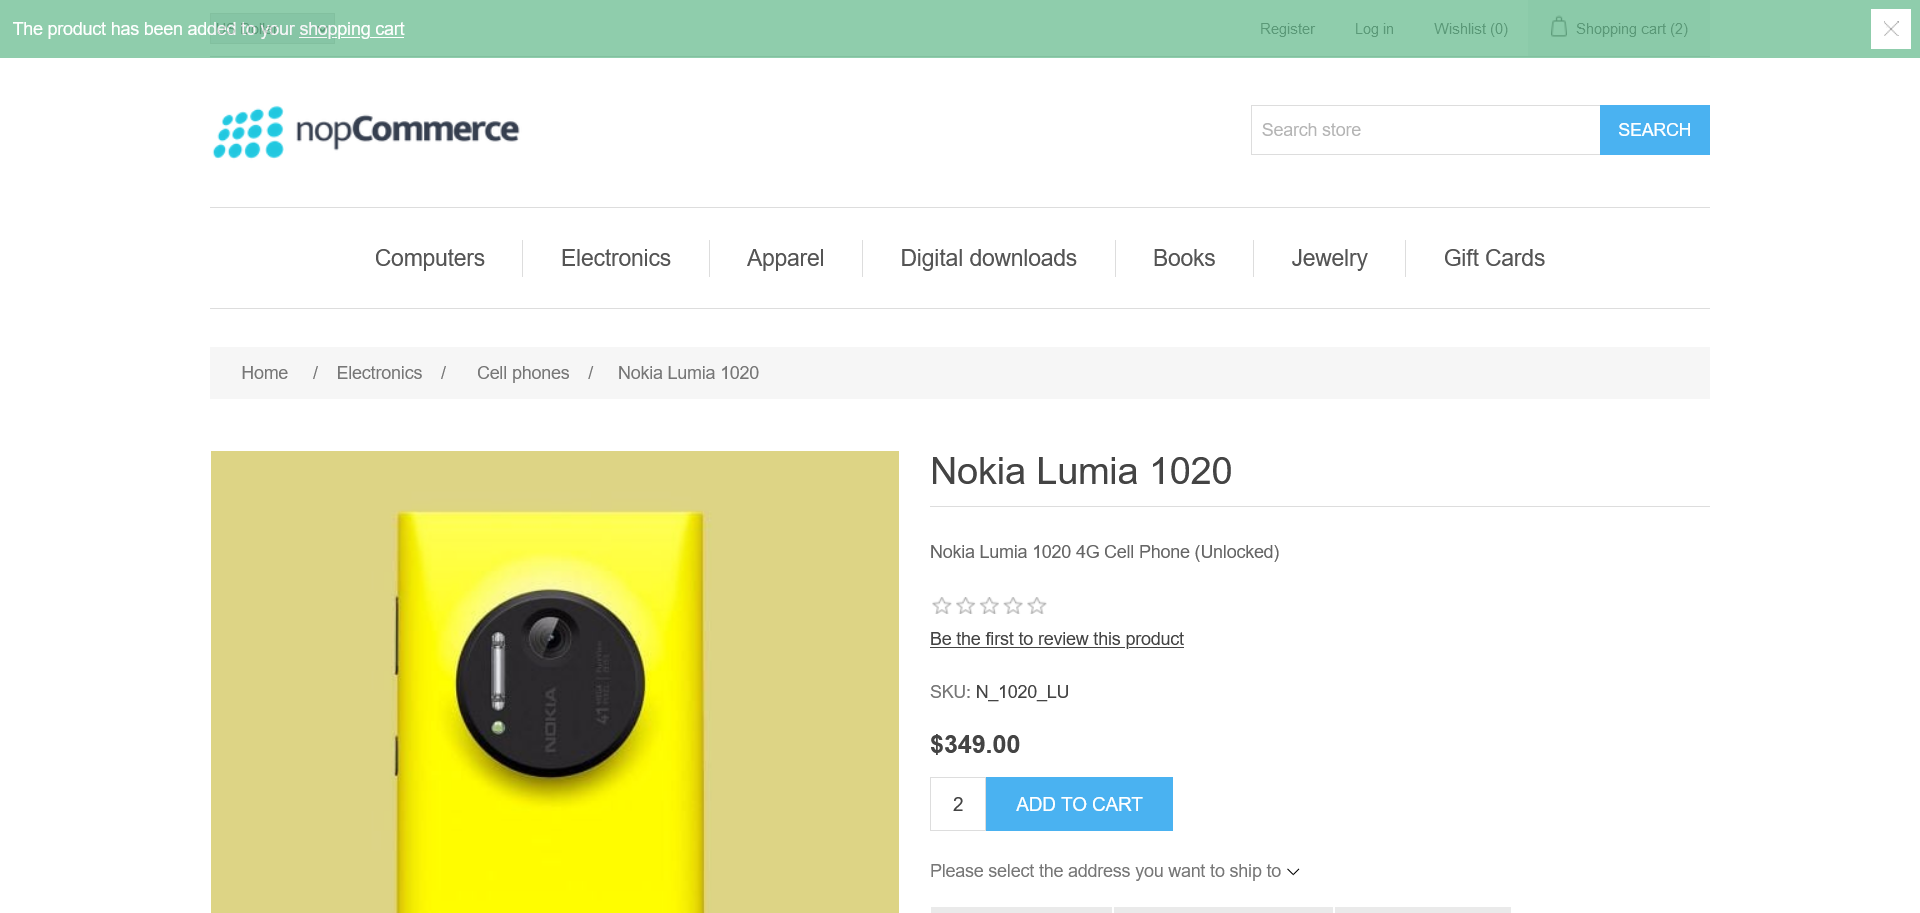 The product has been added to your shopping cart
Register
Log in
Wishlist (0)
Shopping cart (2)
nopCommerce
Search store
SEARCH
Computers
Electronics
Apparel
Digital downloads
Books
Jewelry
Gift Cards
Home / Electronics / Cell phones / Nokia Lumia 1020
Nokia Lumia 1020
Nokia Lumia 1020 4G Cell Phone (Unlocked)
Be the first to review this product
SKU: N_1020_LU
$349.00
2
ADD TO CART
Please select the address you want to ship to
NOKIA
41